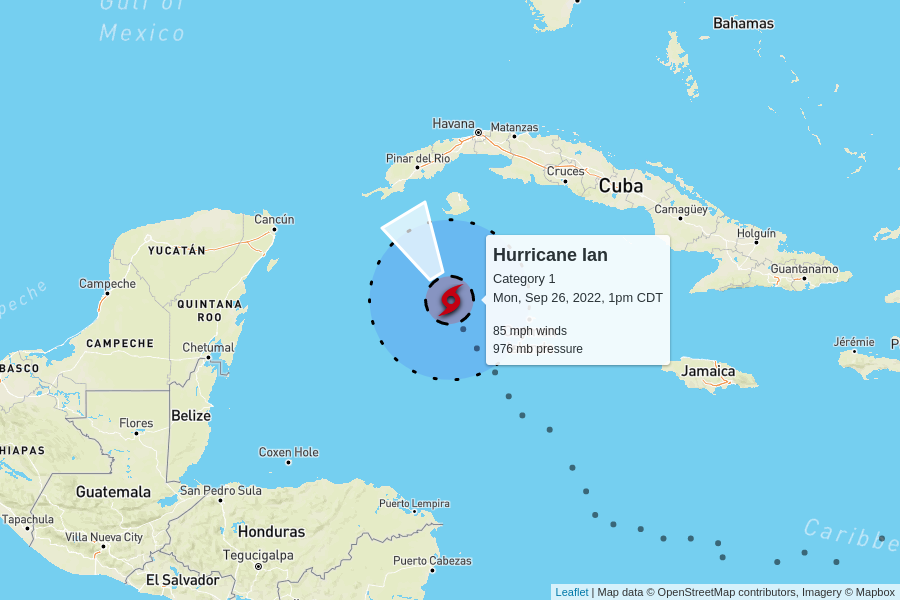 Gulf of
Mexico
Bahamas
Havana
Matanzas
Pinar del Río
Cruces
Cuba
Camagüey
Holguín
Guantanamo
Cancún
YUCATÁN
Campeche
QUINTANA
ROO
CAMPECHE
Chetumal
BASCO
Hurricane Ian
Category 1
Mon, Sep 26, 2022, 1pm CDT
85 mph winds
976 mb pressure
Jérémie
P
Jamaica
Belize
Flores
HIAPAS
Coxen Hole
Guatemala
San Pedro Sula
Puerto Lempira
Tapachula
Villa Nueva City
Honduras
Tegucigalpa
Puerto Cabezas
El Salvador
Caribbe
peche
Leaflet | Map data © OpenStreetMap contributors, Imagery © Mapbox